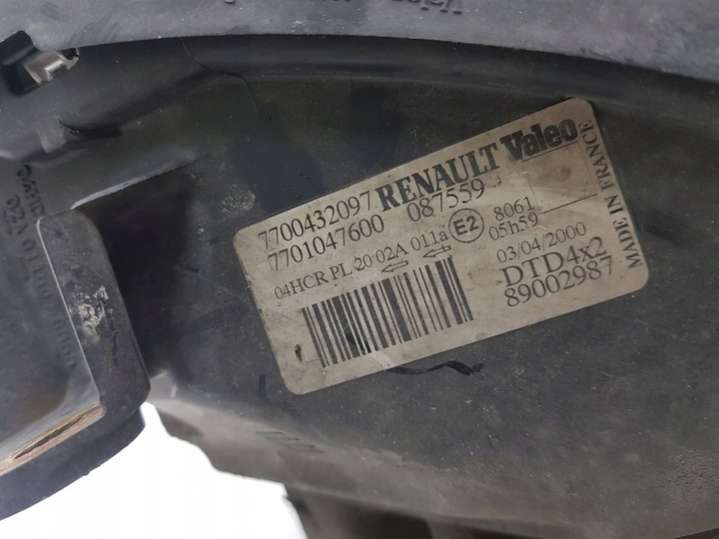 RENAULT Valeo
7700432097
7701047600 087559
04HCR PL 20 02A 011a E2 8061
05h59
03/04/2000
DTD4x2
89002987
MADE IN FRANCE